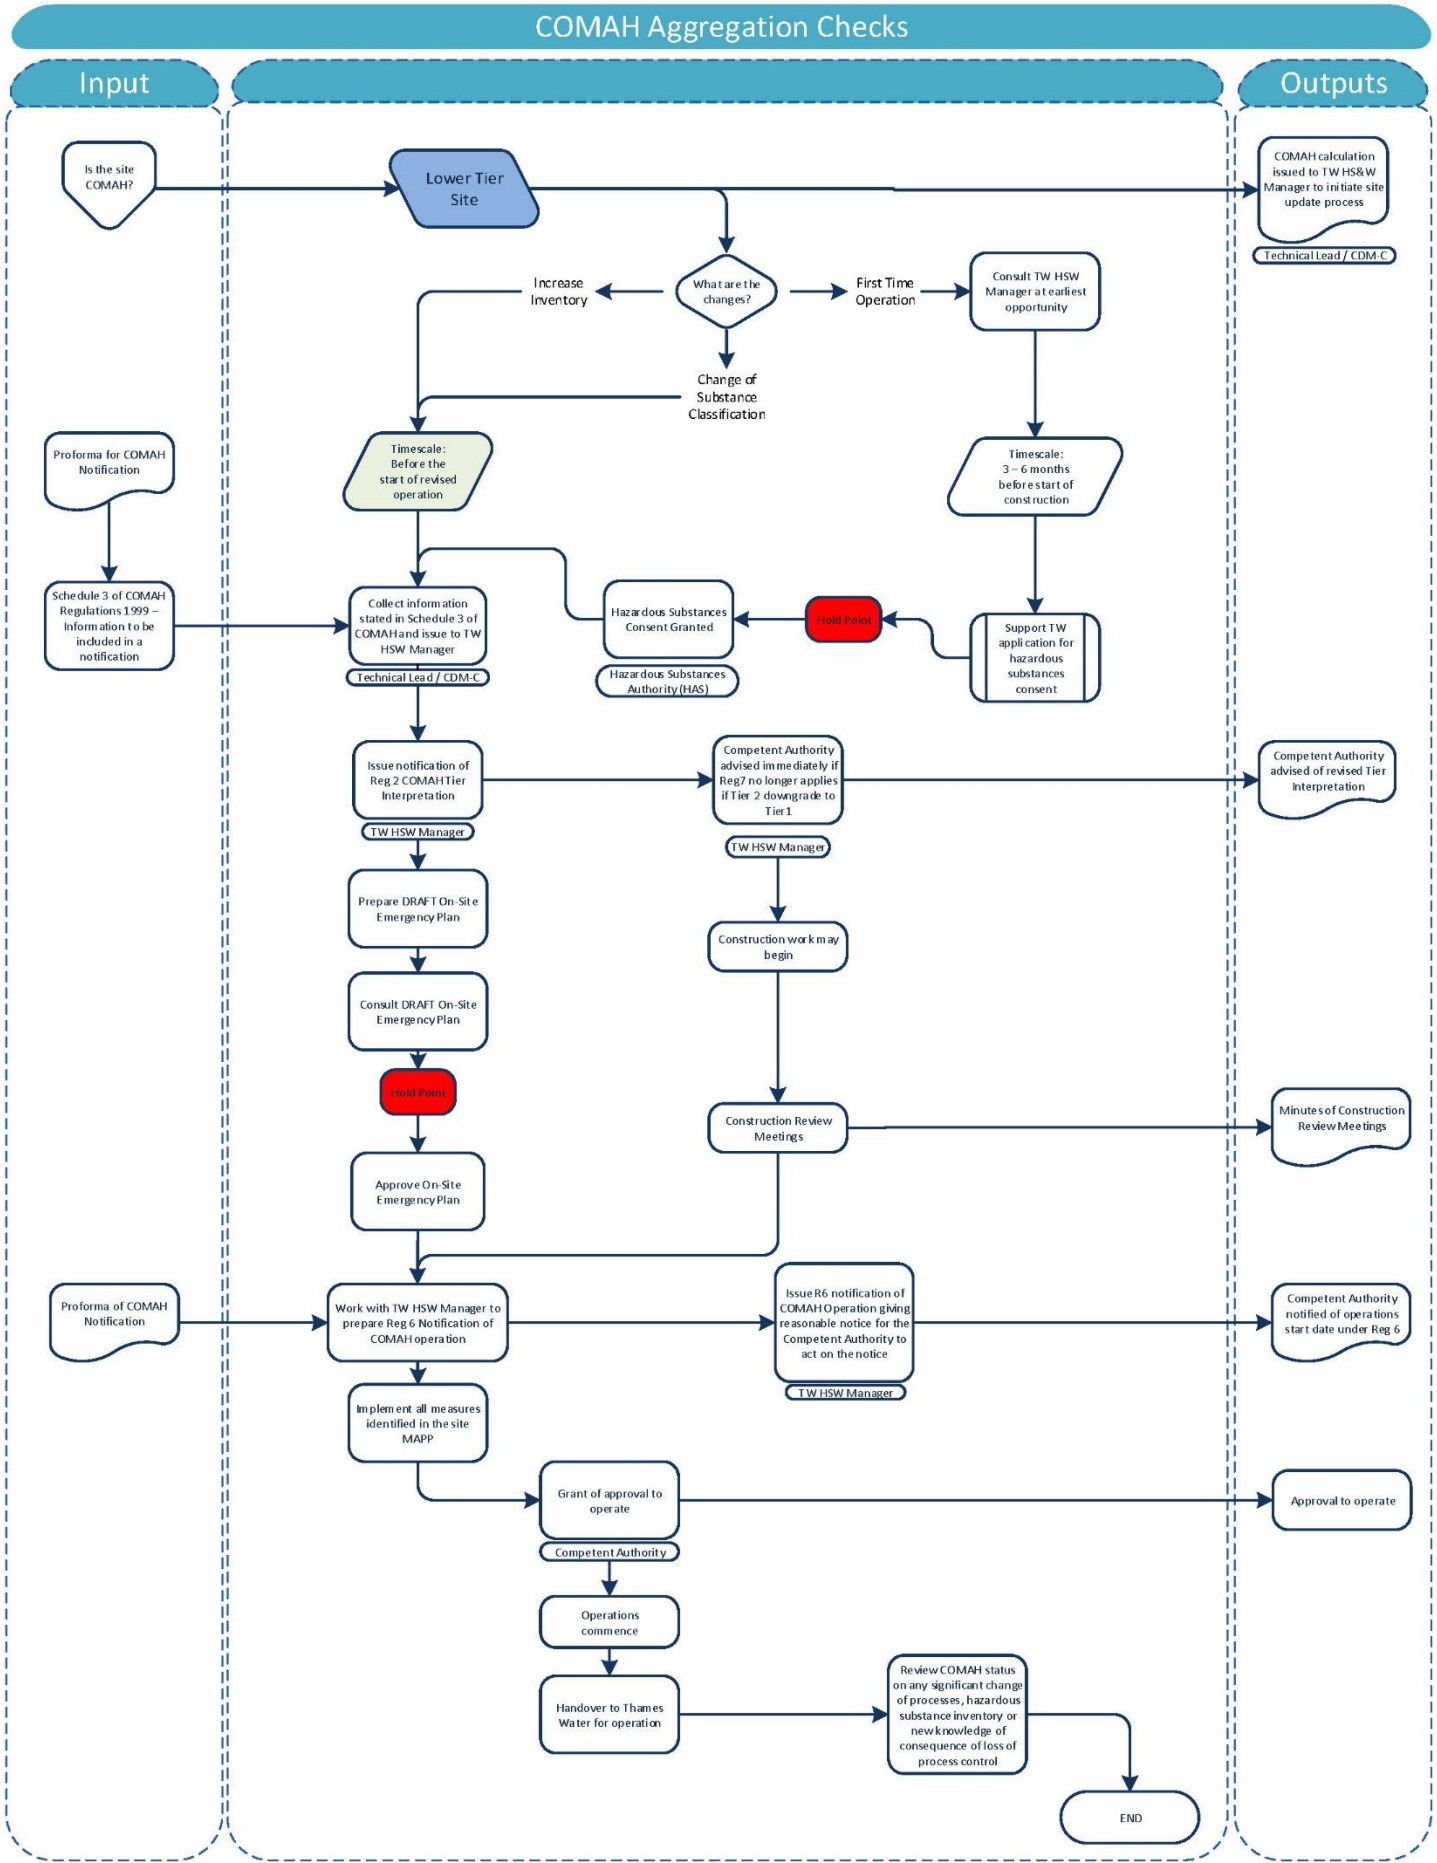 COMAH Aggregation Checks
Input
Outputs
Is the site
COMAH?
Lower Tier
Site
COMAH calculation
issued to TW HS&W
Manager to initiate site
update process
Technical Lead / CDM-C
Increase
Inventory
What are the
changes?
First Time
Operation
Consult TW HSW
Manager at earliest
opportunity
Change of
Substance
Classification
Proforma for COMAH
Notification
Timescale:
Before the
start of revised
operation
Timescale:
3 – 6 months
before start of
construction
Schedule 3 of COMAH
Regulations 1999 –
Information to be
included in a
notification
Collect information
stated in Schedule 3 of
COMAH and issue to TW
HSW Manager
Technical Lead / CDM-C
Hazardous Substances
Consent Granted
Hazardous Substances
Authority (HAS)
Hold Point
Support TW
application for
hazardous
substances
consent
Issue notification of
Reg 2 COMAH Tier
Interpretation
TW HSW Manager
Competent Authority
advised immediately if
Reg7 no longer applies
if Tier 2 downgrade to
Tier1
TW HSW Manager
Competent Authority
advised of revised Tier
Interpretation
Prepare DRAFT On-Site
Emergency Plan
Construction work may
begin
Consult DRAFT On-Site
Emergency Plan
Hold Point
Construction Review
Meetings
Minutes of Construction
Review Meetings
Approve On-Site
Emergency Plan
Proforma of COMAH
Notification
Work with TW HSW Manager to
prepare Reg 6 Notification of
COMAH operation
Issue R6 notification of
COMAH Operation giving
reasonable notice for the
Competent Authority to
act on the notice
TW HSW Manager
Competent Authority
notified of operations
start date under Reg 6
Implement all measures
identified in the site
MAPP
Grant of approval to
operate
Competent Authority
Approval to operate
Operations
commence
Handover to Thames
Water for operation
Review COMAH status
on any significant change
of processes, hazardous
substance inventory or
new knowledge of
consequence of loss of
process control
END